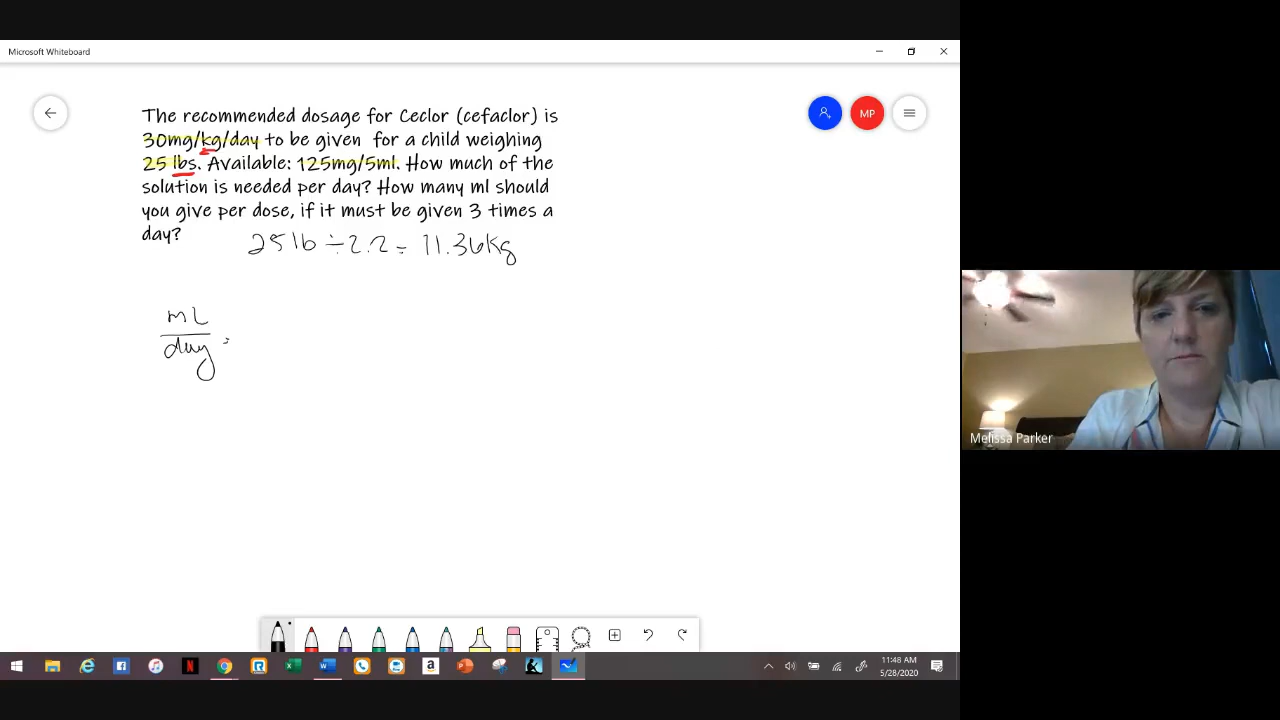 Microsoft Whiteboard
MP
The recommended dosage for Ceclor (cefaclor) is
30mg/kg/day to be given for a child weighing
25 lbs. Available: 125mg/5ml. How much of the
solution is needed per day? How many ml should
you give per dose, if it must be given 3 times a
day?
25 lb ÷ 2.2 = 11.36kg
mL
day
=
Melissa Parker
11:48 AM
5/28/2020